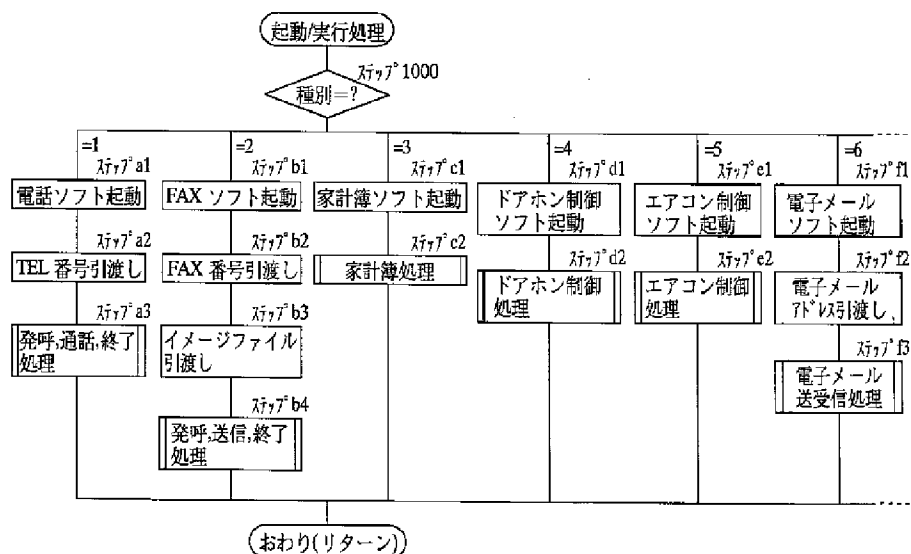 起動/実行処理
ステップ1000
種別=?
=1
ステップa1
電話ソフト起動
ステップa2
TEL 番号引渡し
ステップa3
発呼,通話,終了
処理
=2
ステップb1
FAX ソフト起動
ステップb2
FAX 番号引渡し
ステップb3
イメージファイル
引渡し
ステップb4
発呼,送信,終了
処理
=3
ステップc1
家計簿ソフト起動
ステップc2
家計簿処理
=4
ステップd1
ドアホン制御
ソフト起動
ステップd2
ドアホン制御
処理
=5
ステップe1
エアコン制御
ソフト起動
ステップe2
エアコン制御
処理
=6
ステップf1
電子メール
ソフト起動
ステップf2
電子メール
アドレス引渡し
ステップf3
電子メール
送受信処理
おわり(リターン)